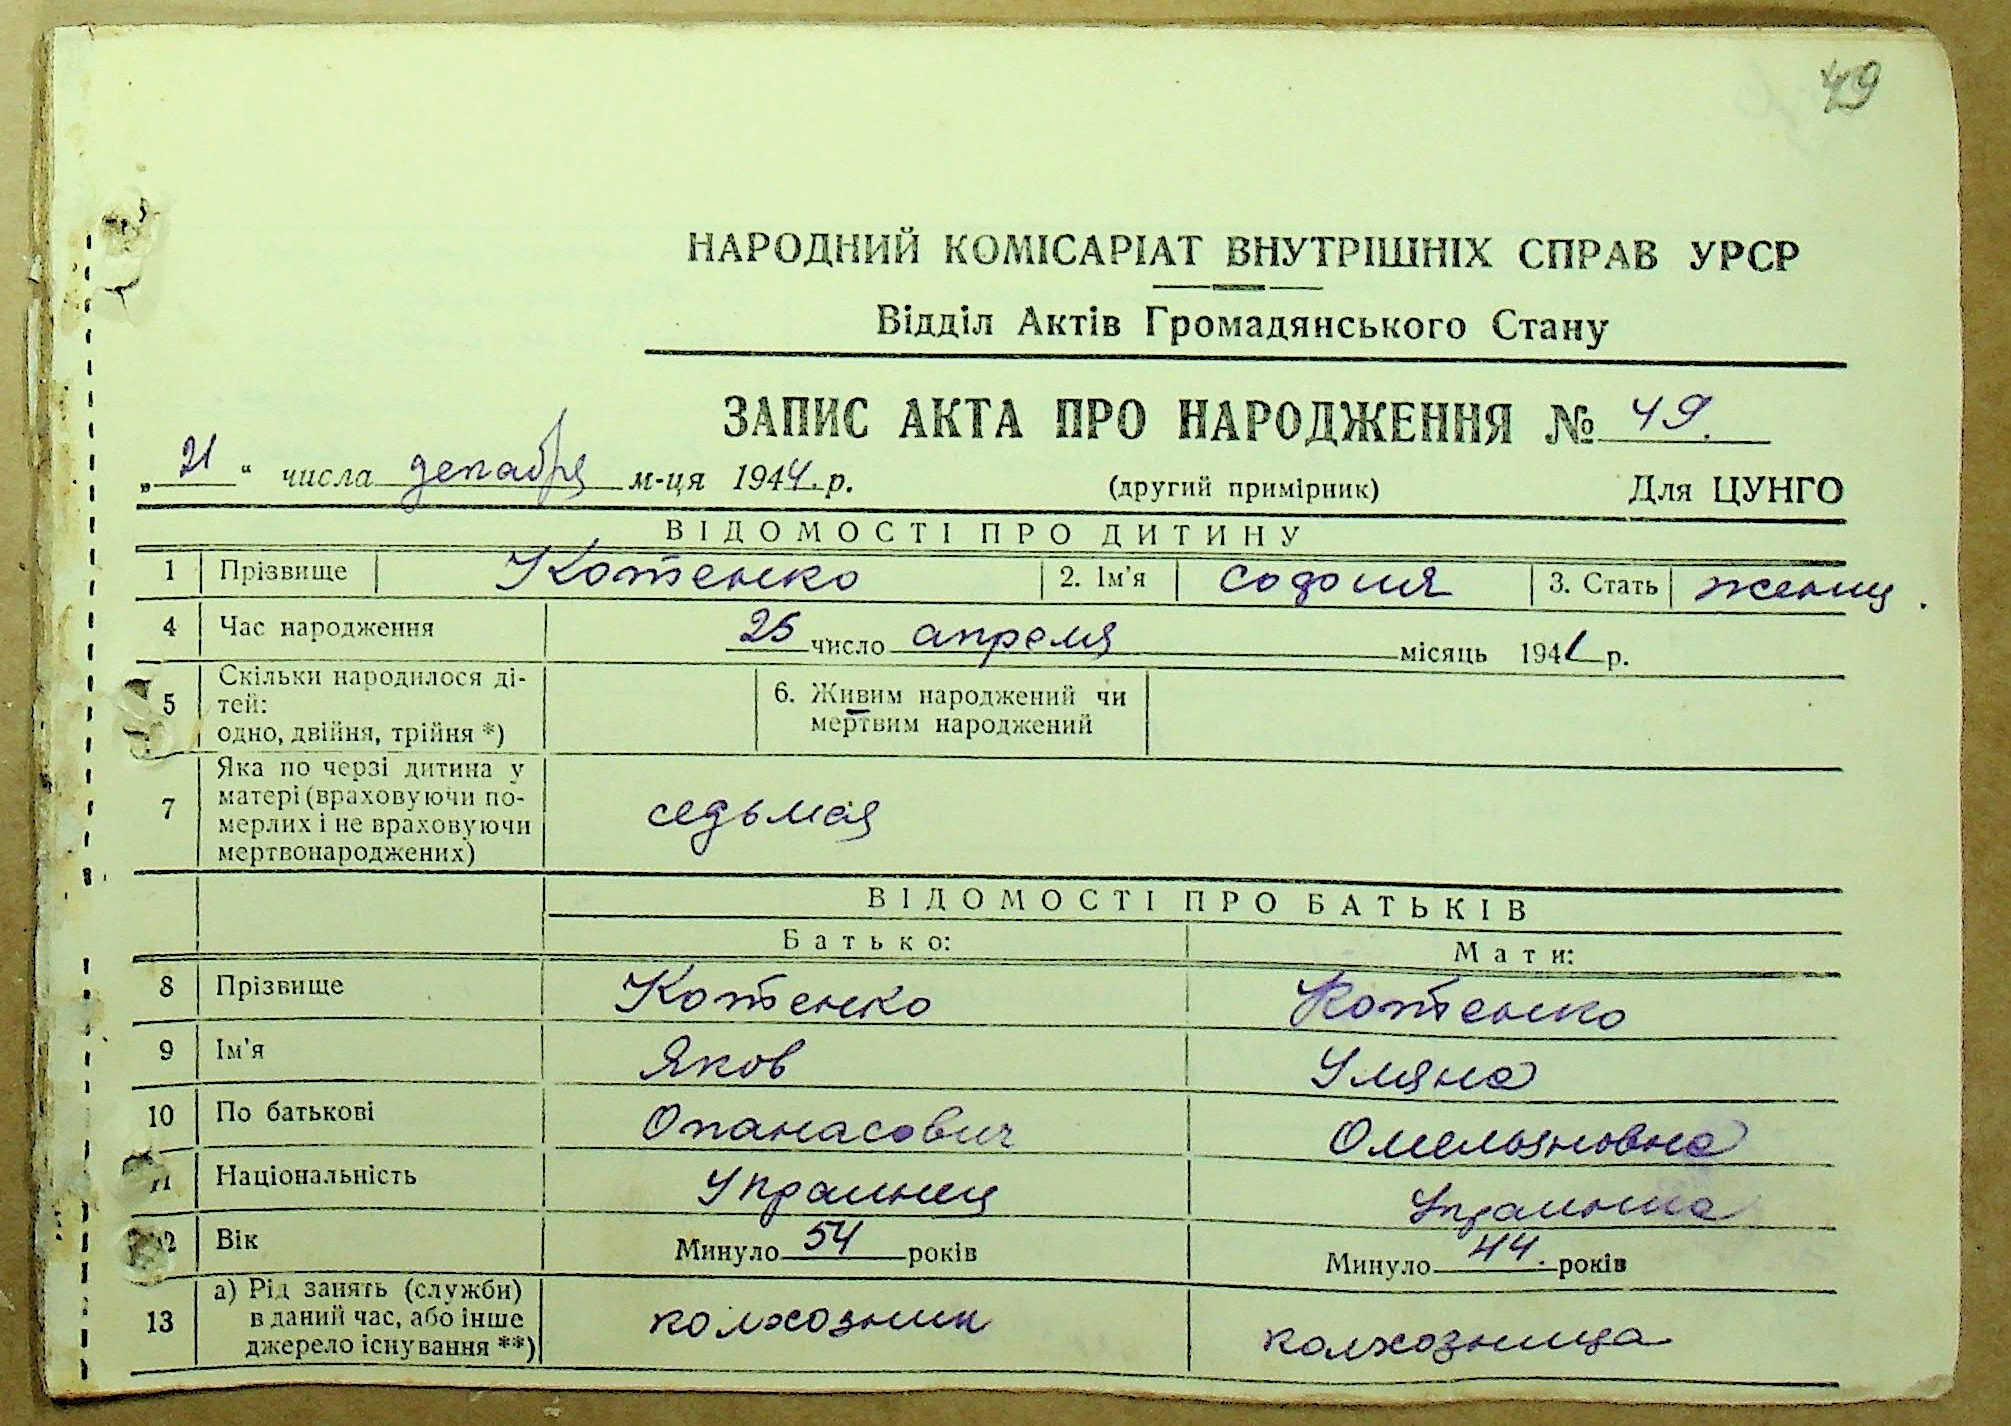 49
НАРОДНИЙ КОМІСАРІАТ ВНУТРІШНІХ СПРАВ УРСР
Відділ Актів Громадянського Стану
ЗАПИС АКТА ПРО НАРОДЖЕННЯ № 49.
„21“ числа декабря м-ця 1944. р. (другий примірник) Для ЦУНГО
ВІДОМОСТІ ПРО ДИТИНУ
1 Прізвище Котенко 2. Ім'я София 3. Стать женщ.
4 Час народження 25 число апреля місяць 1941 р.
5 Скільки народилося ді-
тей:
одно, двійня, трійня *)
6. Живим народжений чи
мертвим народжений
7 Яка по черзі дитина у
матері (враховуючи по-
мерлих і не враховуючи
мертвонароджених)
седьмая
ВІДОМОСТІ ПРО БАТЬКІВ
Батько: Мати:
8 Прізвище Котенко Котенко
9 Ім'я Яков Уляна
10 По батькові Опанасович Омельяновна
11 Національність Украинец Украинка
12 Вік Минуло 54 років Минуло 44. років
13 а) Рід занять (служби)
в даний час, або інше
джерело існування **)
колхозник колхозница